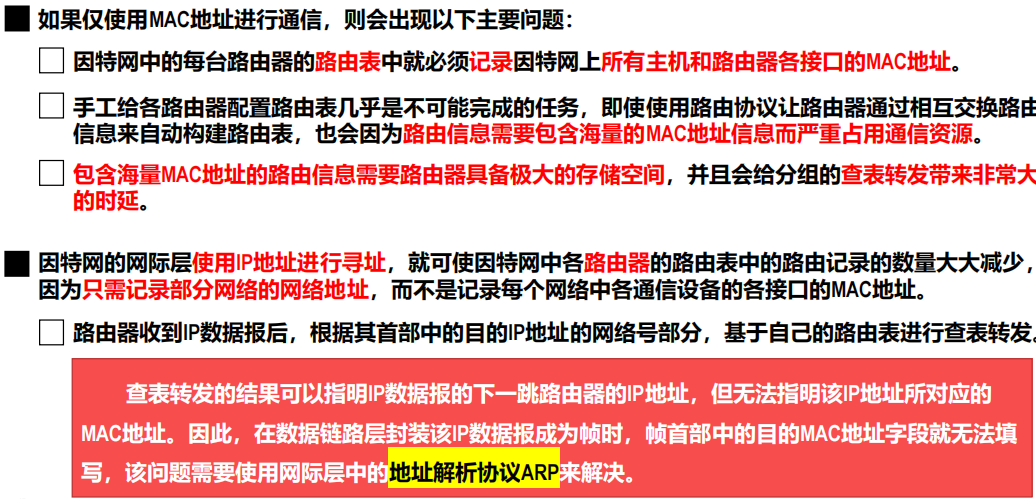 如果仅使用MAC地址进行通信，则会出现以下主要问题：
因特网中的每台路由器的路由表中就必须记录因特网上所有主机和路由器各接口的MAC地址。
手工给各路由器配置路由表几乎是不可能完成的任务，即使使用路由协议让路由器通过相互交换路由
信息来自动构建路由表，也会因为路由信息需要包含海量的MAC地址信息而严重占用通信资源。
包含海量MAC地址的路由信息需要路由器具备极大的存储空间，并且会给分组的查表转发带来非常大
的时延。
因特网的网际层使用IP地址进行寻址，就可使因特网中各路由器的路由表中的路由记录的数量大大减少，
因为只需记录部分网络的网络地址，而不是记录每个网络中各通信设备的各接口的MAC地址。
路由器收到IP数据报后，根据其首部中的目的IP地址的网络号部分，基于自己的路由表进行查表转发。
查表转发的结果可以指明IP数据报的下一跳路由器的IP地址，但无法指明该IP地址所对应的
MAC地址。因此，在数据链路层封装该IP数据报成为帧时，帧首部中的目的MAC地址字段就无法填
写，该问题需要使用网际层中的地址解析协议ARP来解决。